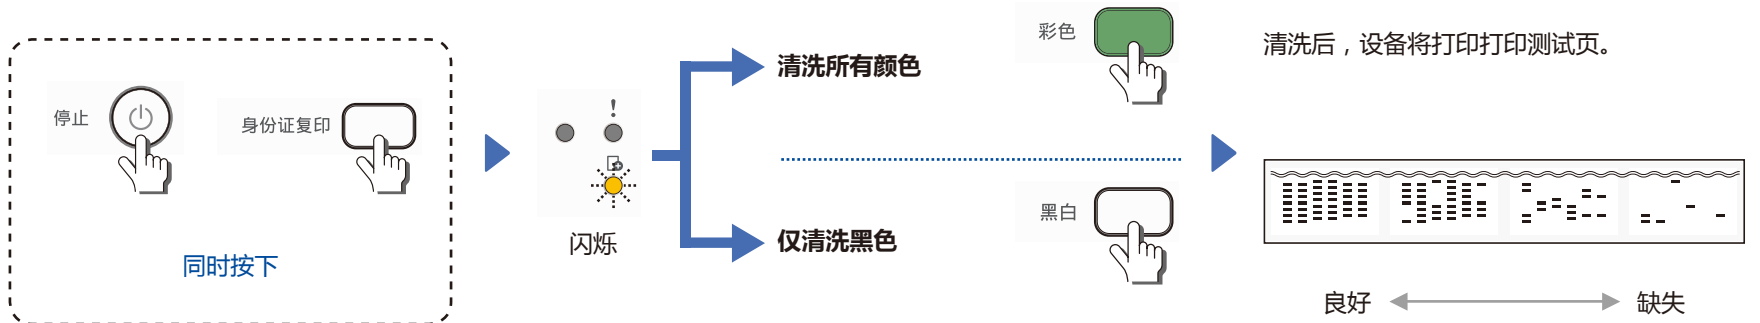 停止
身份证复印
同时按下
!
闪烁
清洗所有颜色
仅清洗黑色
彩色
黑白
清洗后，设备将打印打印测试页。
良好
缺失